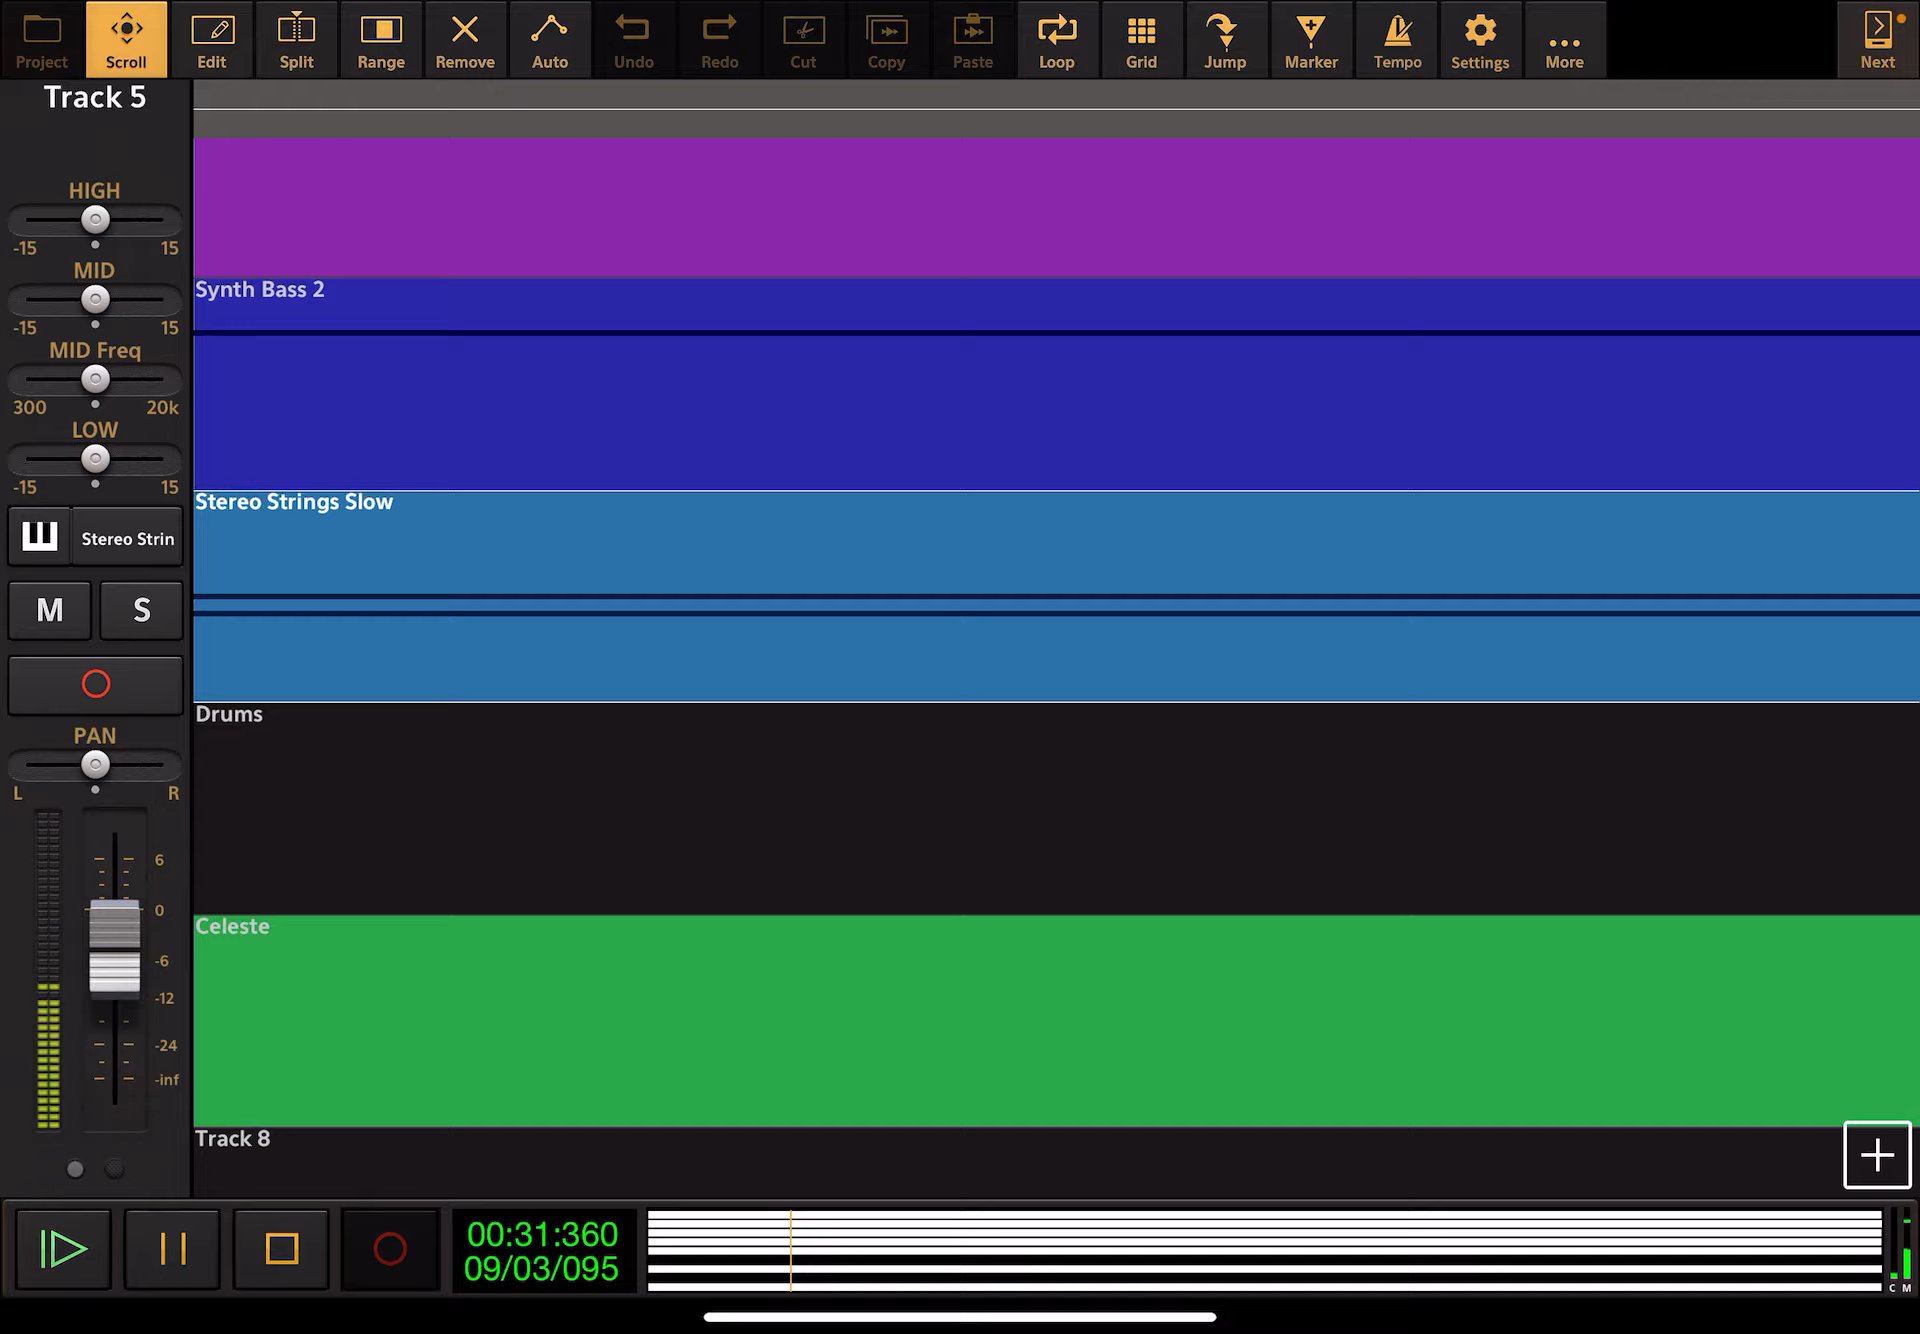 Project Scroll Edit Split Range Remove Auto Undo Redo Cut Copy Paste Loop Grid Jump Marker Tempo Settings More Next
Track 5
HIGH
-15 15
MID
-15 15
MID Freq
300 20k
LOW
-15 15
Stereo Strin
M S
PAN
L R
6
0
-6
-12
-24
-inf
Synth Bass 2
Stereo Strings Slow
Drums
Celeste
Track 8
00:31:360
09/03/095
C M